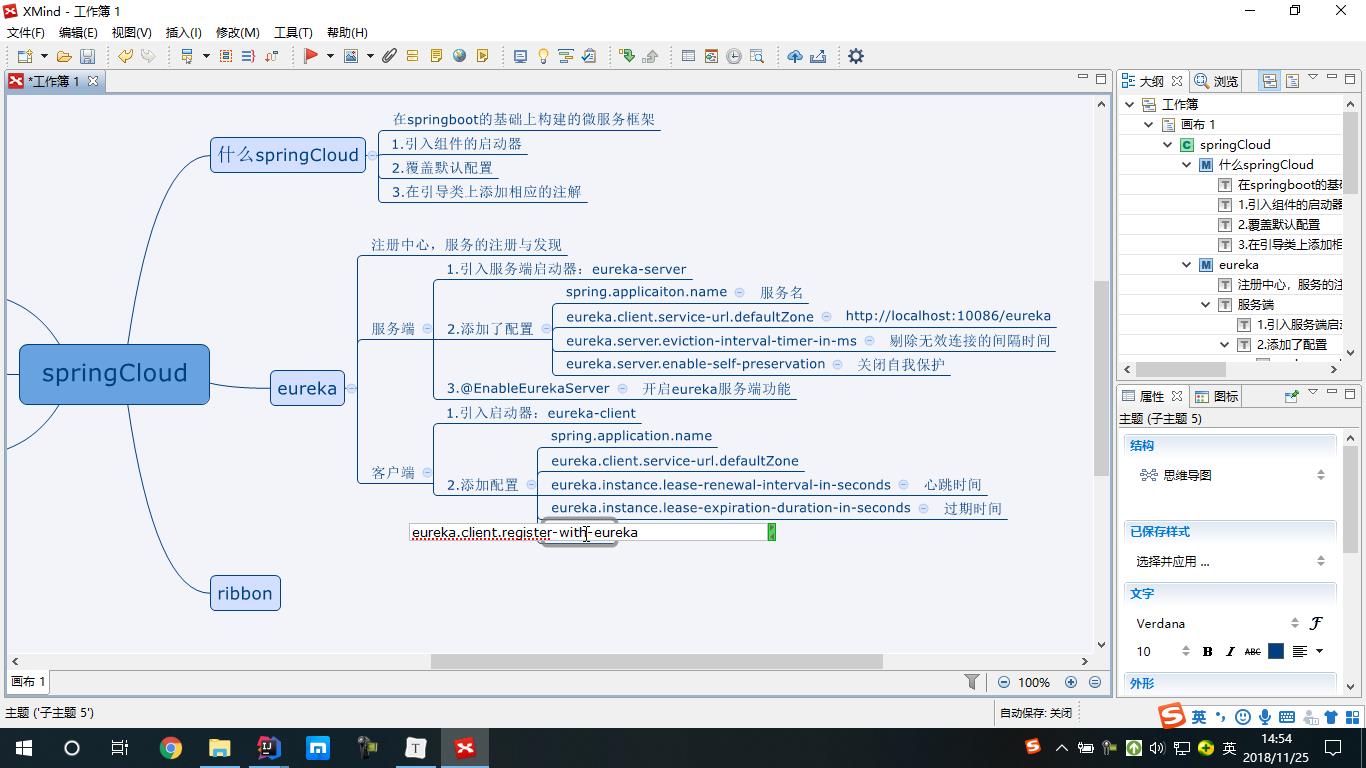 XMind - 工作簿 1
文件(F) 编辑(E) 视图(V) 插入(I) 修改(M) 工具(T) 帮助(H)
*工作簿 1
在springboot的基础上构建的微服务框架
1.引入组件的启动器
什么springCloud
2.覆盖默认配置
3.在引导类上添加相应的注解
注册中心，服务的注册与发现
1.引入服务端启动器：eureka-server
spring.applicaiton.name 服务名
eureka.client.service-url.defaultZone http://localhost:10086/eureka
服务端 2.添加了配置
eureka.server.eviction-interval-timer-in-ms 剔除无效连接的间隔时间
eureka.server.enable-self-preservation 关闭自我保护
springCloud
eureka
3.@EnableEurekaServer 开启eureka服务端功能
1.引入启动器：eureka-client
spring.application.name
eureka.client.service-url.defaultZone
客户端
2.添加配置 eureka.instance.lease-renewal-interval-in-seconds 心跳时间
eureka.instance.lease-expiration-duration-in-seconds 过期时间
eureka.client.register-with-eureka
ribbon
画布 1
100%
主题 ('子主题 5')
自动保存: 关闭
大纲 预览
工作簿
画布 1
springCloud
什么springCloud
在springboot的基
1.引入组件的启动器
2.覆盖默认配置
3.在引导类上添加相
eureka
注册中心，服务的注
服务端
1.引入服务端启
2.添加了配置
属性 图标
主题 (子主题 5)
结构
思维导图
已保存样式
选择并应用 ...
文字
Verdana
10 B I ABC
外形
英
英
14:54
2018/11/25